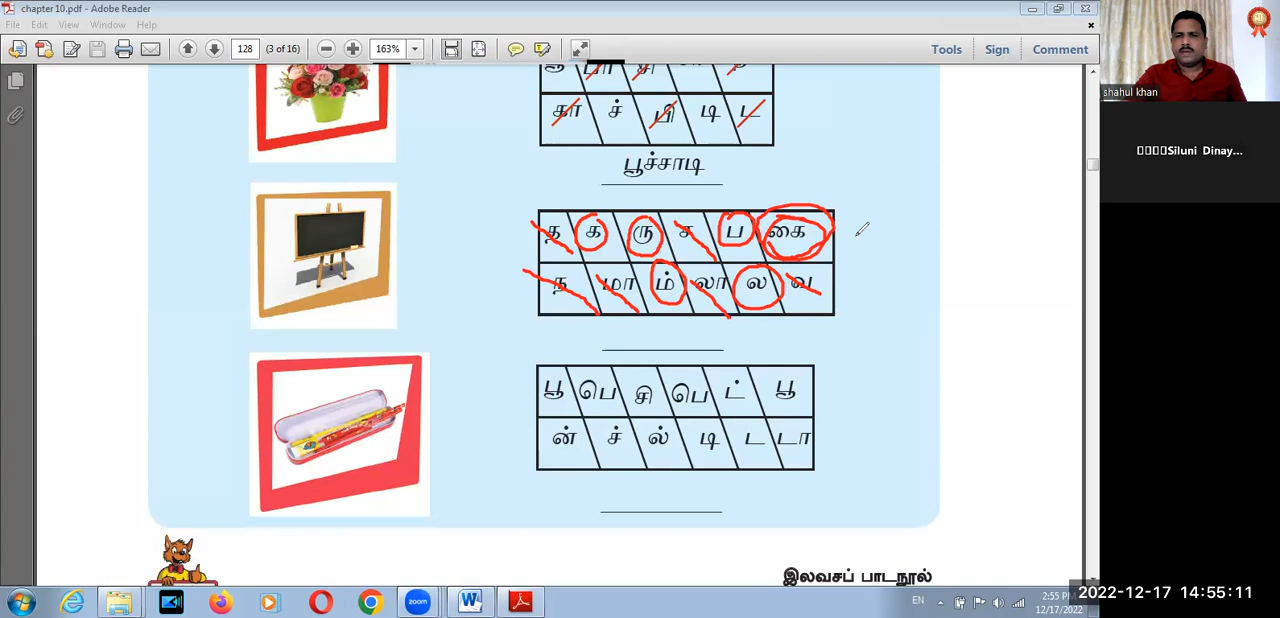 chapter 10.pdf - Adobe Reader
File Edit View Window Help
128 (3 of 16) 163% Tools Sign Comment
shahul khan
Siluni Dinay...
கா ச் பி டி ட
பூச்சாடி
த க ரு ச ப கை
ந மா ம் லா ல வ
பூ பெ சி பெ ட் பூ
ன் ச் ல் டி ட டா
இலவசப் பாடநூல்
EN 2:55 PM
12/17/2022
2022-12-17 14:55:11